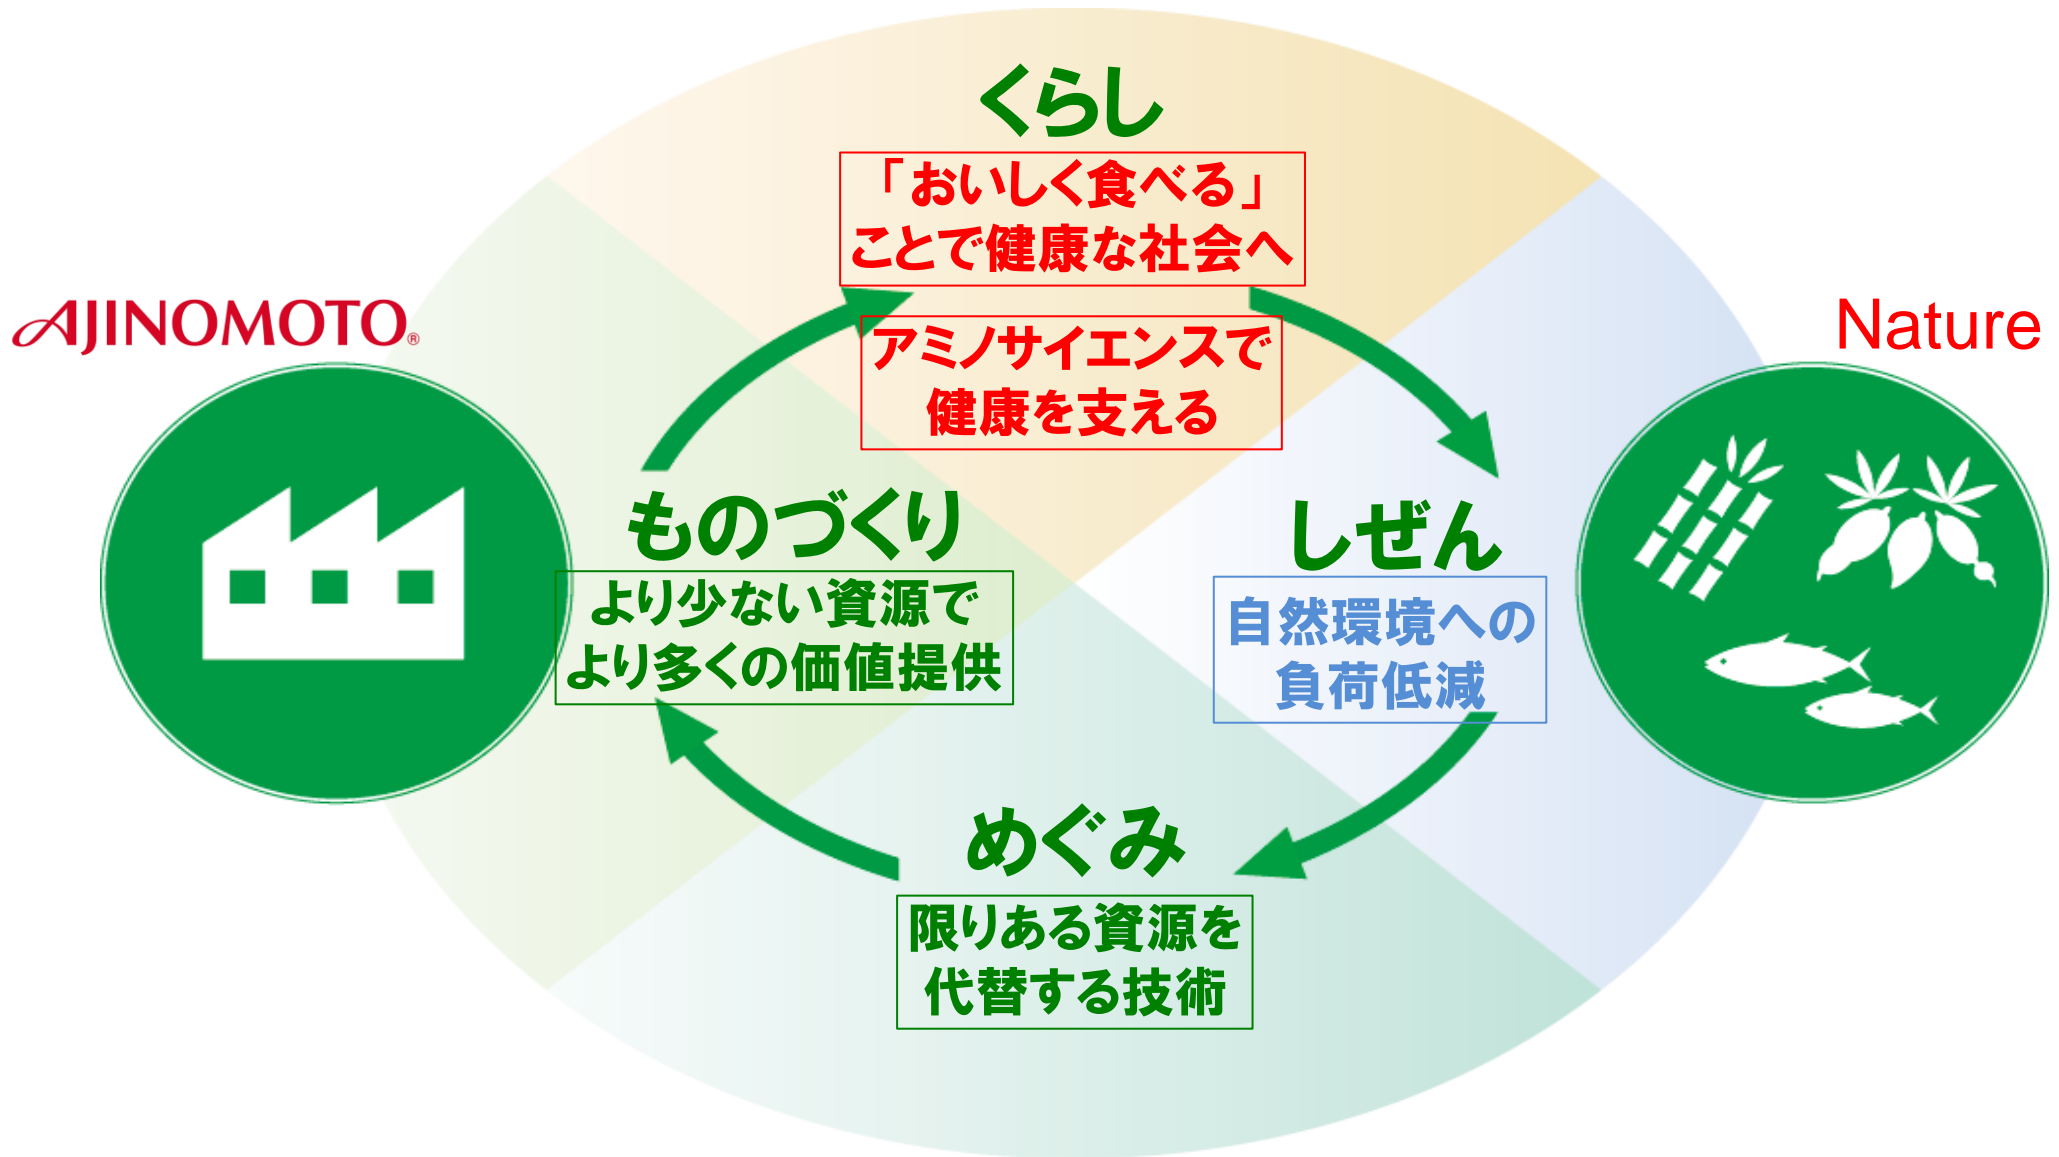 くらし
「おいしく食べる」
ことで健康な社会へ
AJINOMOTO®
Nature
アミノサイエンスで
健康を支える
ものづくり
より少ない資源で
より多くの価値提供
しぜん
自然環境への
負荷低減
めぐみ
限りある資源を
代替する技術